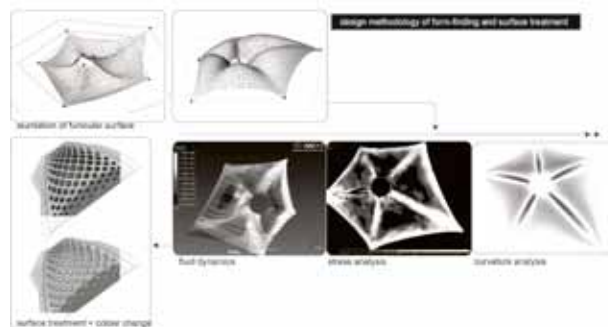 design methodology of form-finding and surface treatment
of funicular surface
fluid dynamics
stress analysis
curvature analysis
surface treatment + colour change